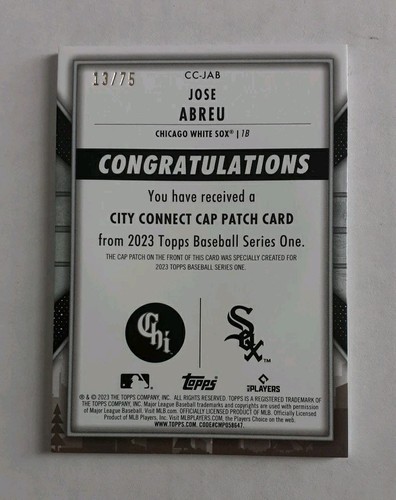 CC-JAB
13/75
JOSE
ABREU
CHICAGO WHITE SOX® | 1B
CONGRATULATIONS
You have received a
CITY CONNECT CAP PATCH CARD
from 2023 Topps Baseball Series One.
THE CAP PATCH ON THE FRONT OF THIS CARD WAS SPECIALLY CREATED FOR
2023 TOPPS BASEBALL SERIES ONE.
Chi Sox™
topps PLAYERS
® & © 2023 THE TOPPS COMPANY, INC. ALL RIGHTS RESERVED. TOPPS IS A REGISTERED TRADEMARK OF
THE TOPPS COMPANY, INC. Major League Baseball trademarks and copyrights are used with permission
of Major League Baseball. Visit MLB.com. OFFICIALLY LICENSED PRODUCT OF MLB. Officially Licensed
Product of MLB Players, Inc. Visit MLBPLAYERS.com, the Players Choice on the web.
WWW.TOPPS.COM. CODE#CMP058647.